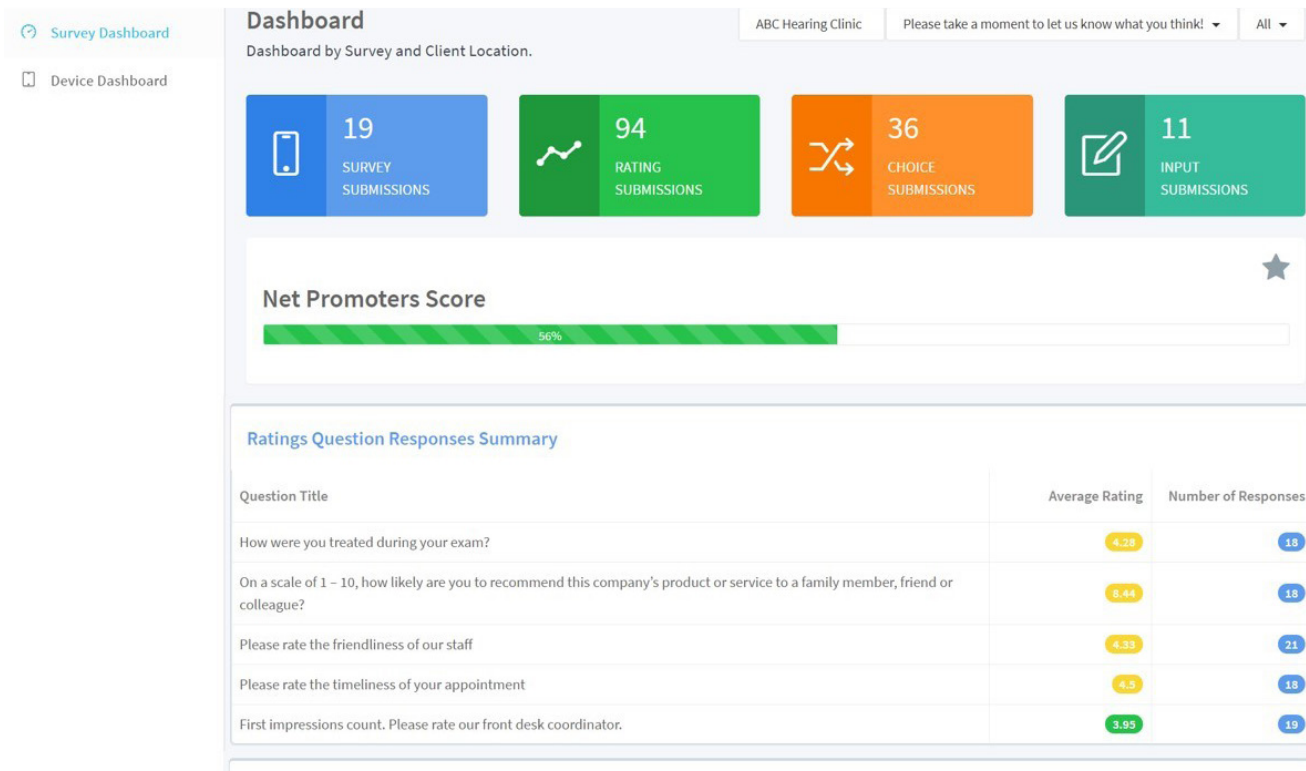 Survey Dashboard
Device Dashboard
Dashboard
Dashboard by Survey and Client Location.
ABC Hearing Clinic
Please take a moment to let us know what you think!
All
19
SURVEY
SUBMISSIONS
94
RATING
SUBMISSIONS
36
CHOICE
SUBMISSIONS
11
INPUT
SUBMISSIONS
Net Promoters Score
56%
Ratings Question Responses Summary
Question Title Average Rating Number of Responses
How were you treated during your exam? 4.28 18
On a scale of 1 – 10, how likely are you to recommend this company's product or service to a family member, friend or
colleague? 8.44 18
Please rate the friendliness of our staff 4.33 21
Please rate the timeliness of your appointment 4.5 18
First impressions count. Please rate our front desk coordinator. 3.95 19